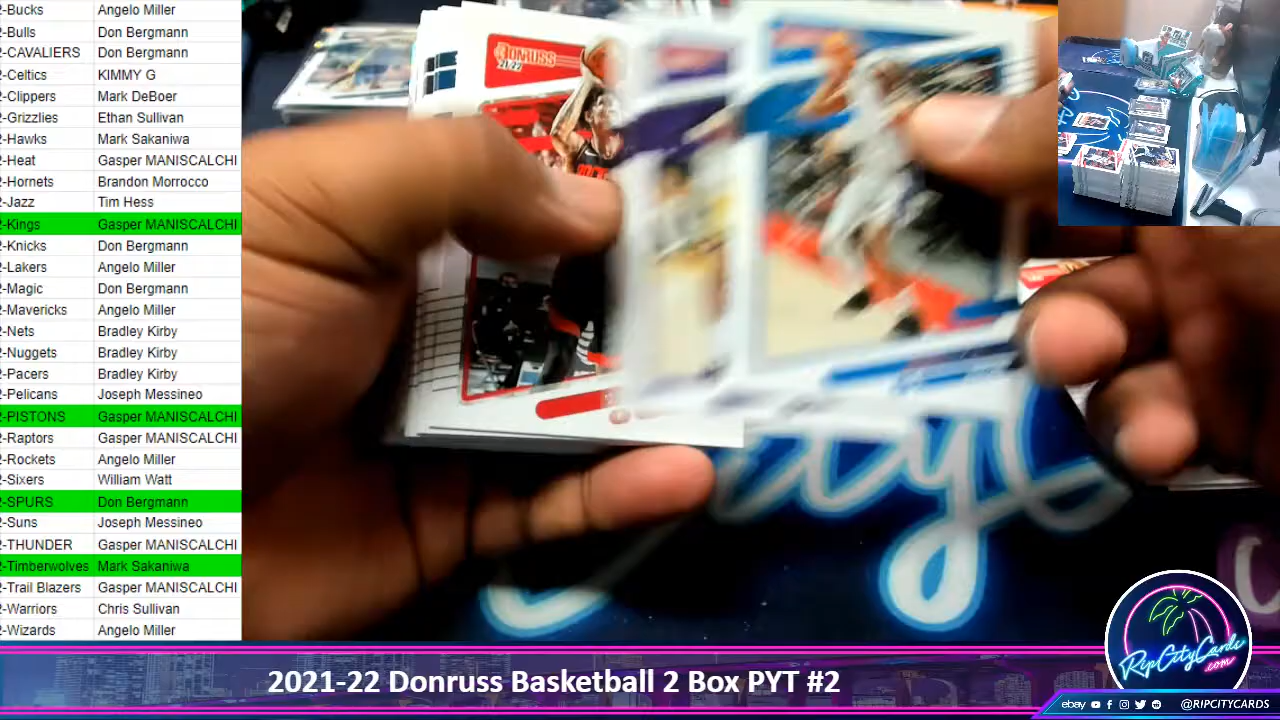 2-Bucks Angelo Miller
2-Bulls Don Bergmann
2-CAVALIERS Don Bergmann
2-Celtics KIMMY G
2-Clippers Mark DeBoer
2-Grizzlies Ethan Sullivan
2-Hawks Mark Sakaniwa
2-Heat Gasper MANISCALCHI
2-Hornets Brandon Morrocco
2-Jazz Tim Hess
2-Kings Gasper MANISCALCHI
2-Knicks Don Bergmann
2-Lakers Angelo Miller
2-Magic Don Bergmann
2-Mavericks Angelo Miller
2-Nets Bradley Kirby
2-Nuggets Bradley Kirby
2-Pacers Bradley Kirby
2-Pelicans Joseph Messineo
2-PISTONS Gasper MANISCALCHI
2-Raptors Gasper MANISCALCHI
2-Rockets Angelo Miller
2-Sixers William Watt
2-SPURS Don Bergmann
2-Suns Joseph Messineo
2-THUNDER Gasper MANISCALCHI
2-Timberwolves Mark Sakaniwa
2-Trail Blazers Gasper MANISCALCHI
2-Warriors Chris Sullivan
2-Wizards Angelo Miller
DONRUSS
21/22
RipCityCards
.com
2021-22 Donruss Basketball 2 Box PYT #2
ebay @RIPCITYCARDS